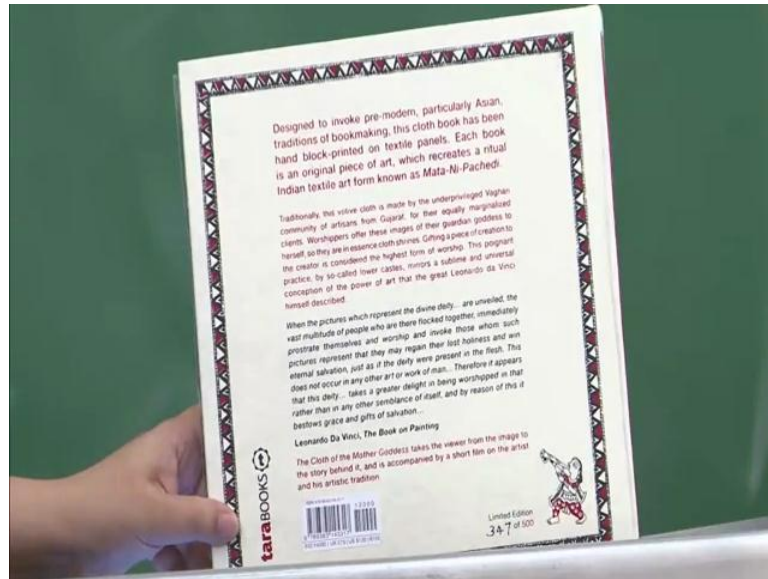 Designed to invoke pre-modern, particularly Asian,
traditions of bookmaking, this cloth book has been
hand block-printed on textile panels. Each book
is an original piece of art, which recreates a ritual
Indian textile art form known as Mata-Ni-Pachedi.
Traditionally, this votive cloth is made by the underprivileged Vaghari
community of artisans from Gujarat, for their equally marginalized
clients. Worshippers offer these images of their guardian goddess to
herself, so they are in essence cloth shrines. Gifting a piece of creation to
the creator is considered the highest form of worship. This poignant
practice, by so-called lower castes, mirrors a sublime and universal
conception of the power of art that the great Leonardo da Vinci
himself described.
When the pictures which represent the divine deity... are unveiled, the
vast multitude of people who are there flocked together, immediately
prostrate themselves and worship and invoke those whom such
pictures represent that they may regain their lost holiness and win
eternal salvation, just as if the deity were present in the flesh. This
does not occur in any other art or work of man... Therefore it appears
that this deity... takes a greater delight in being worshipped in that
rather than in any other semblance of itself, and by reason of this it
bestows grace and gifts of salvation...
Leonardo Da Vinci, The Book on Painting
The Cloth of the Mother Goddess takes the viewer from the image to
the story behind it, and is accompanied by a short film on the artist
and his artistic tradition
tara BOOKS
Limited Edition
347 of 500